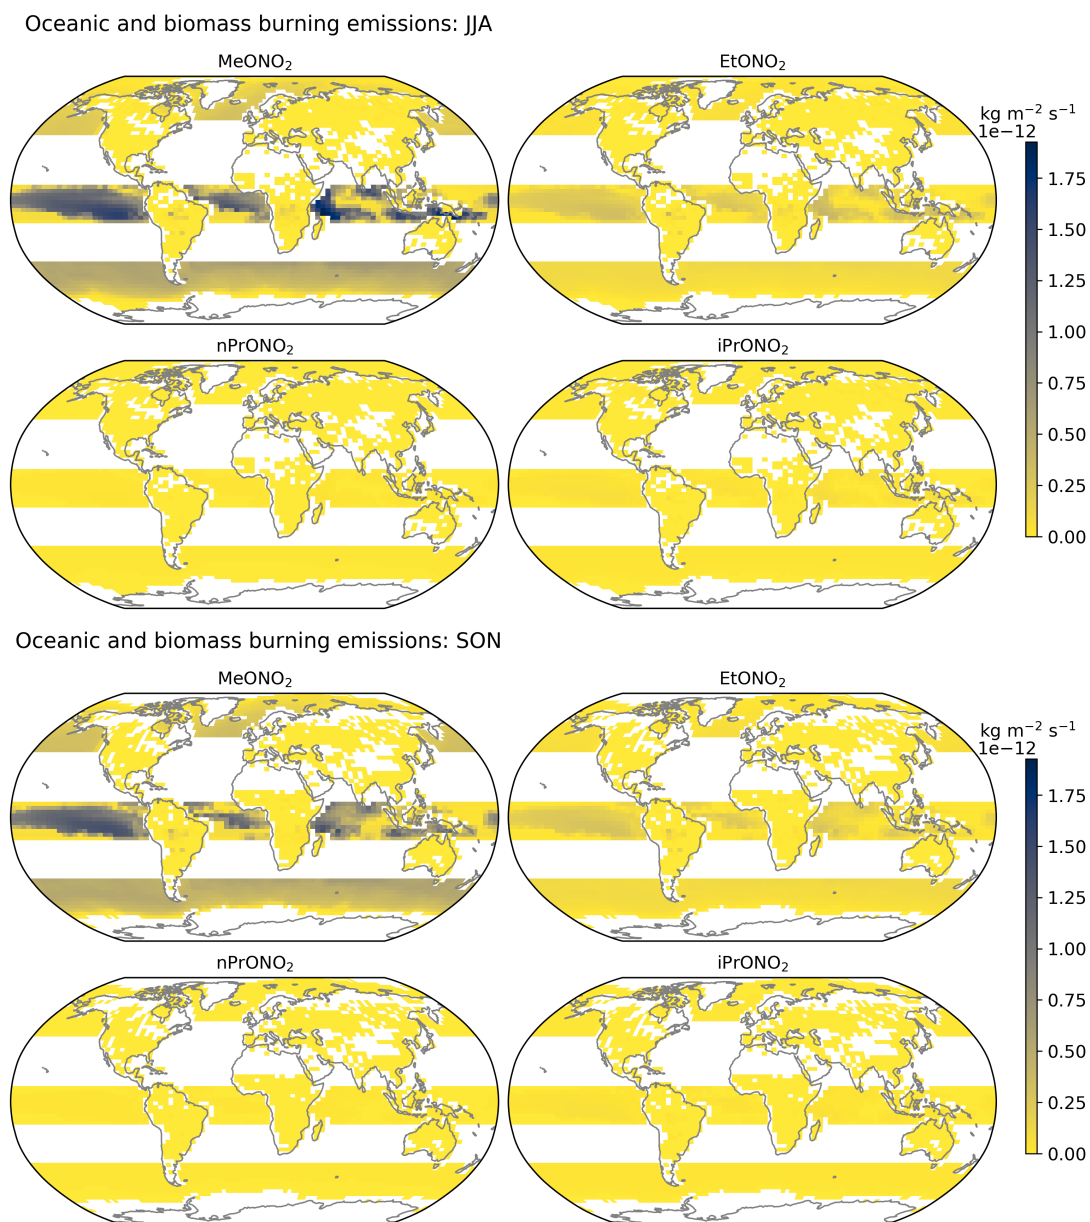 Oceanic and biomass burning emissions: JJA
MeONO₂
EtONO₂
kg m⁻² s⁻¹
1e−12
1.75
1.50
1.25
1.00
0.75
0.50
0.25
0.00
nPrONO₂
iPrONO₂
Oceanic and biomass burning emissions: SON
MeONO₂
EtONO₂
kg m⁻² s⁻¹
1e−12
1.75
1.50
1.25
1.00
0.75
0.50
0.25
0.00
nPrONO₂
iPrONO₂